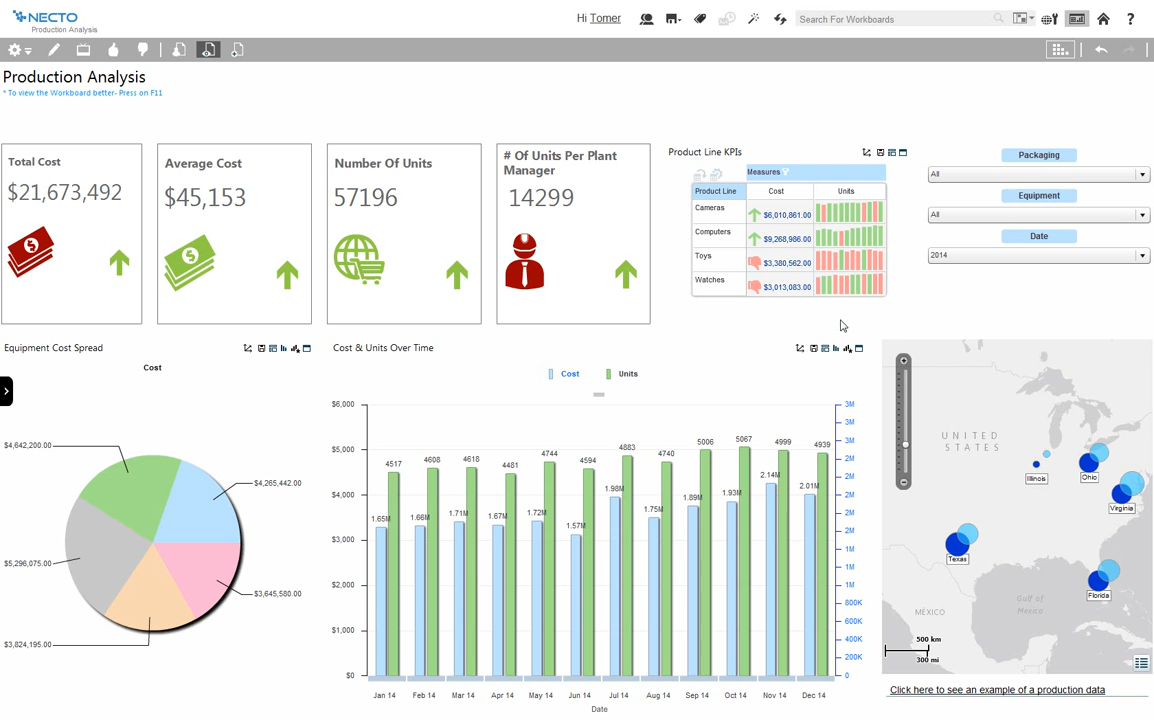 NECTO
Production Analysis
Hi Tomer
Search For Workboards
?
Production Analysis
* To view the Workboard better- Press on F11
Total Cost
$21,673,492
Average Cost
$45,153
Number Of Units
57196
# Of Units Per Plant
Manager
14299
Product Line KPIs
Measures
Product Line Cost Units
Cameras $6,010,861.00
Computers $9,268,986.00
Toys $3,380,562.00
Watches $3,013,083.00
Packaging
All
Equipment
All
Date
2014
Equipment Cost Spread
Cost
$4,642,200.00
$4,265,442.00
$5,296,075.00
$3,645,580.00
$3,824,195.00
Cost & Units Over Time
Cost Units
$6,000
$5,000
$4,000
$3,000
$2,000
$1,000
$0
4517 4608 4618 4481 4744 4594 4883 4740 5006 5067 4999 4939
1.65M 1.66M 1.71M 1.67M 1.72M 1.57M 1.98M 1.75M 1.89M 1.93M 2.14M 2.01M
3M
3M
3M
2M
2M
2M
2M
2M
1M
1M
1M
800K
600K
400K
200K
0
Jan 14 Feb 14 Mar 14 Apr 14 May 14 Jun 14 Jul 14 Aug 14 Sep 14 Oct 14 Nov 14 Dec 14
Date
UNITED
STATES
Illinois
Ohio
Virginia
Texas
Florida
Gulf of
Mexico
MÉXICO
500 km
300 mi
Click here to see an example of a production data